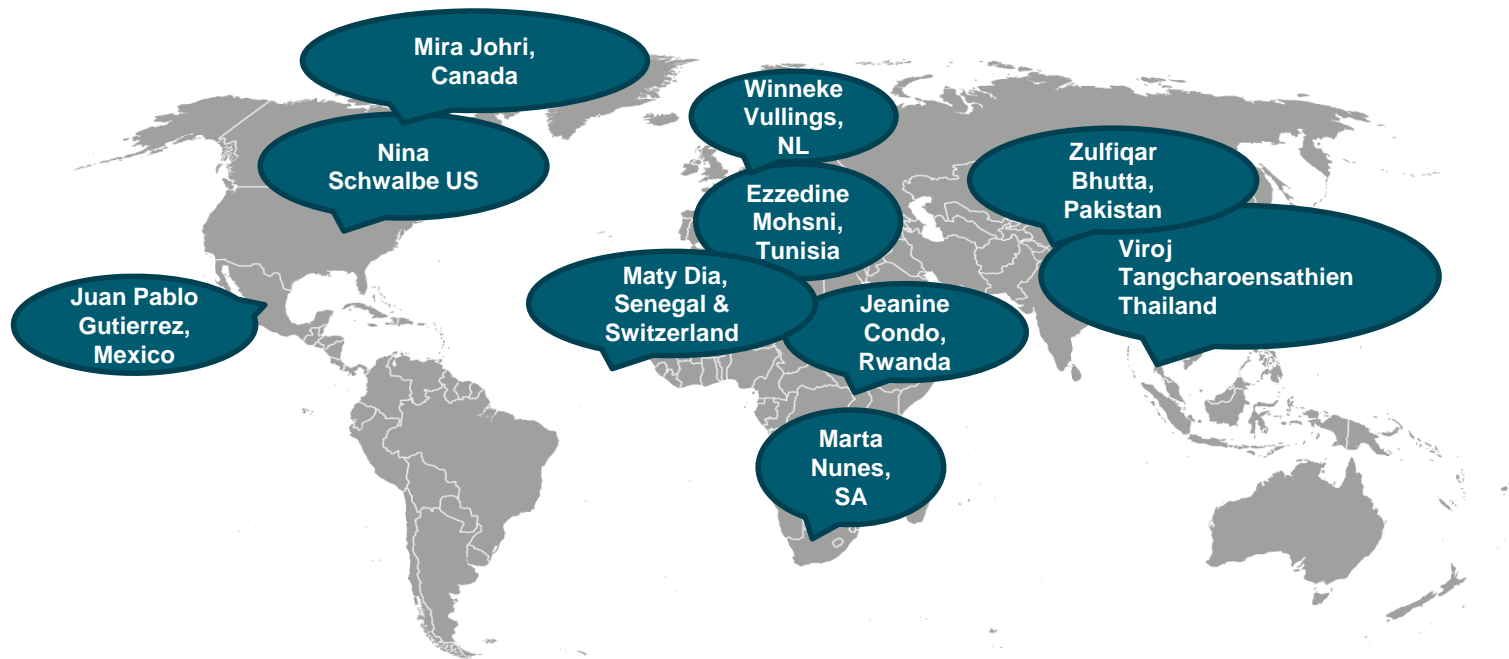 Mira Johri,
Canada
Nina
Schwalbe US
Juan Pablo
Gutierrez,
Mexico
Winneke
Vullings,
NL
Ezzedine
Mohsni,
Tunisia
Maty Dia,
Senegal &
Switzerland
Jeanine
Condo,
Rwanda
Marta
Nunes,
SA
Zulfiqar
Bhutta,
Pakistan
Viroj
Tangcharoensathien
Thailand